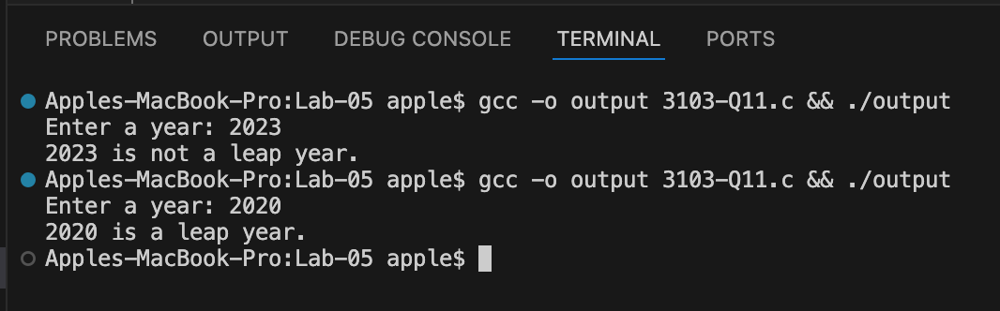 PROBLEMS OUTPUT DEBUG CONSOLE TERMINAL PORTS
Apples-MacBook-Pro:Lab-05 apple$ gcc -o output 3103-Q11.c && ./output
Enter a year: 2023
2023 is not a leap year.
Apples-MacBook-Pro:Lab-05 apple$ gcc -o output 3103-Q11.c && ./output
Enter a year: 2020
2020 is a leap year.
Apples-MacBook-Pro:Lab-05 apple$